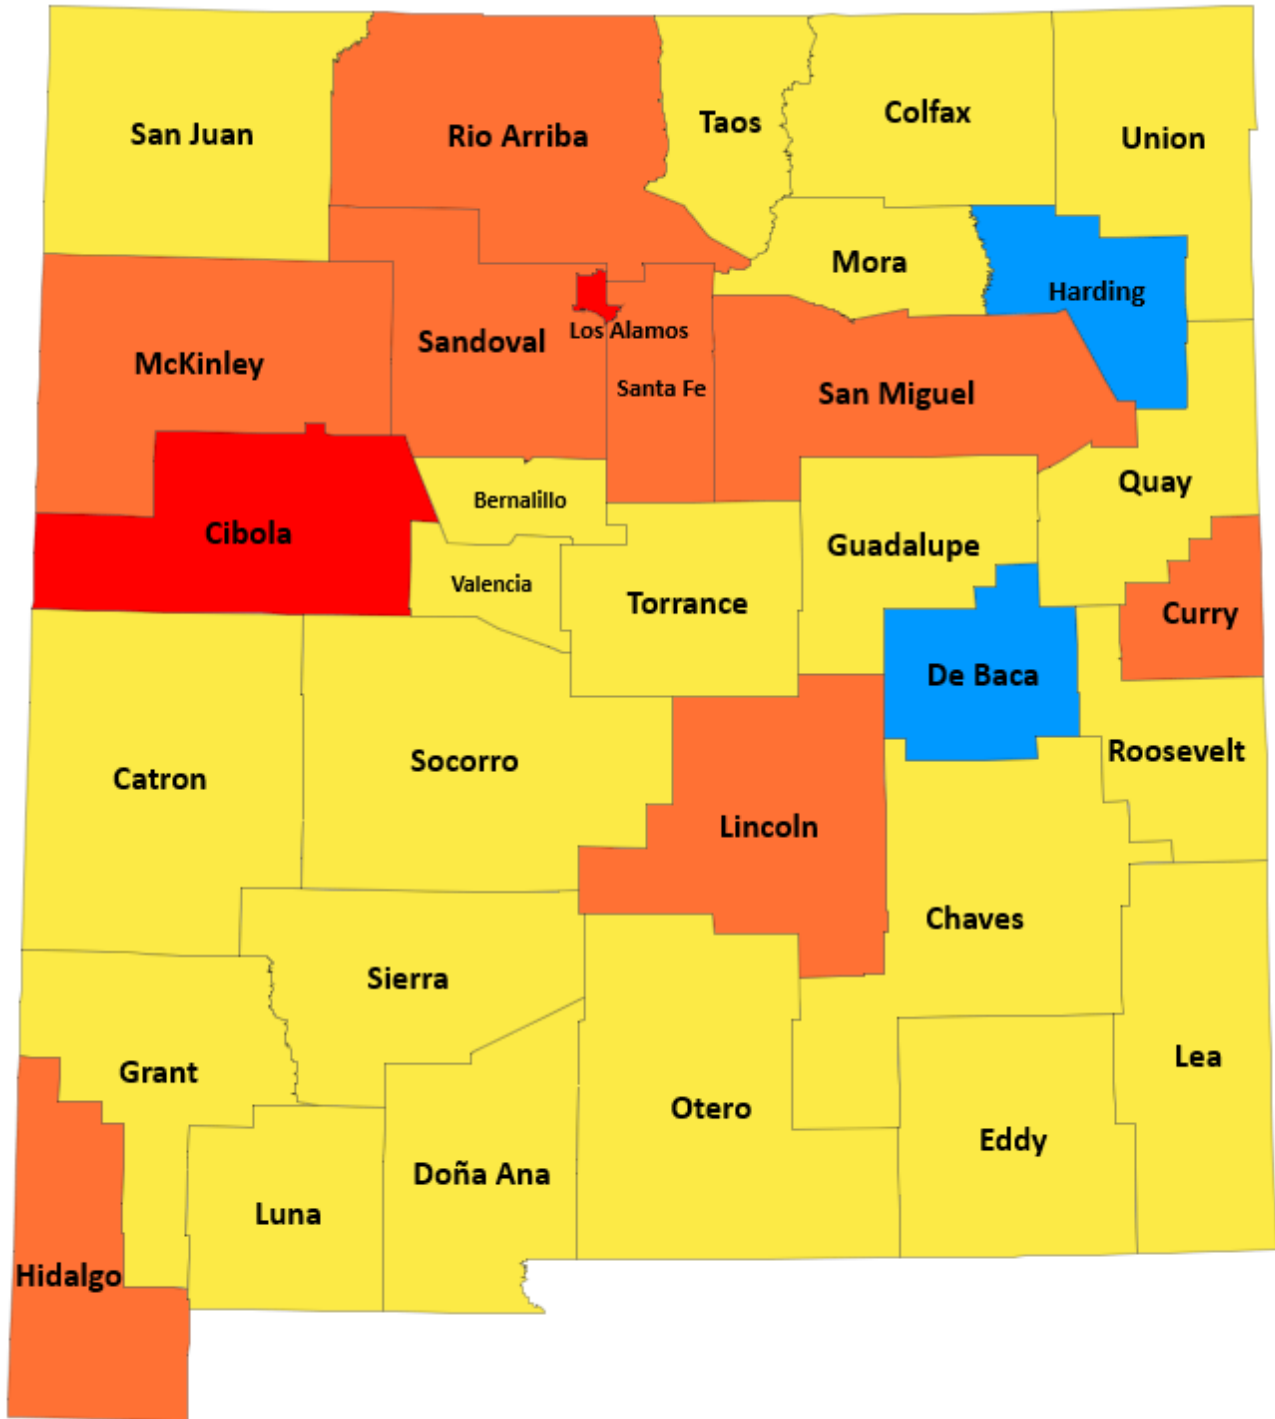 San Juan
Rio Arriba
Taos
Colfax
Union
Mora
Harding
McKinley
Sandoval
Los Alamos
Santa Fe
San Miguel
Quay
Bernalillo
Cibola
Guadalupe
Valencia
Torrance
Curry
De Baca
Roosevelt
Catron
Socorro
Lincoln
Chaves
Sierra
Grant
Lea
Otero
Eddy
Doña Ana
Luna
Hidalgo